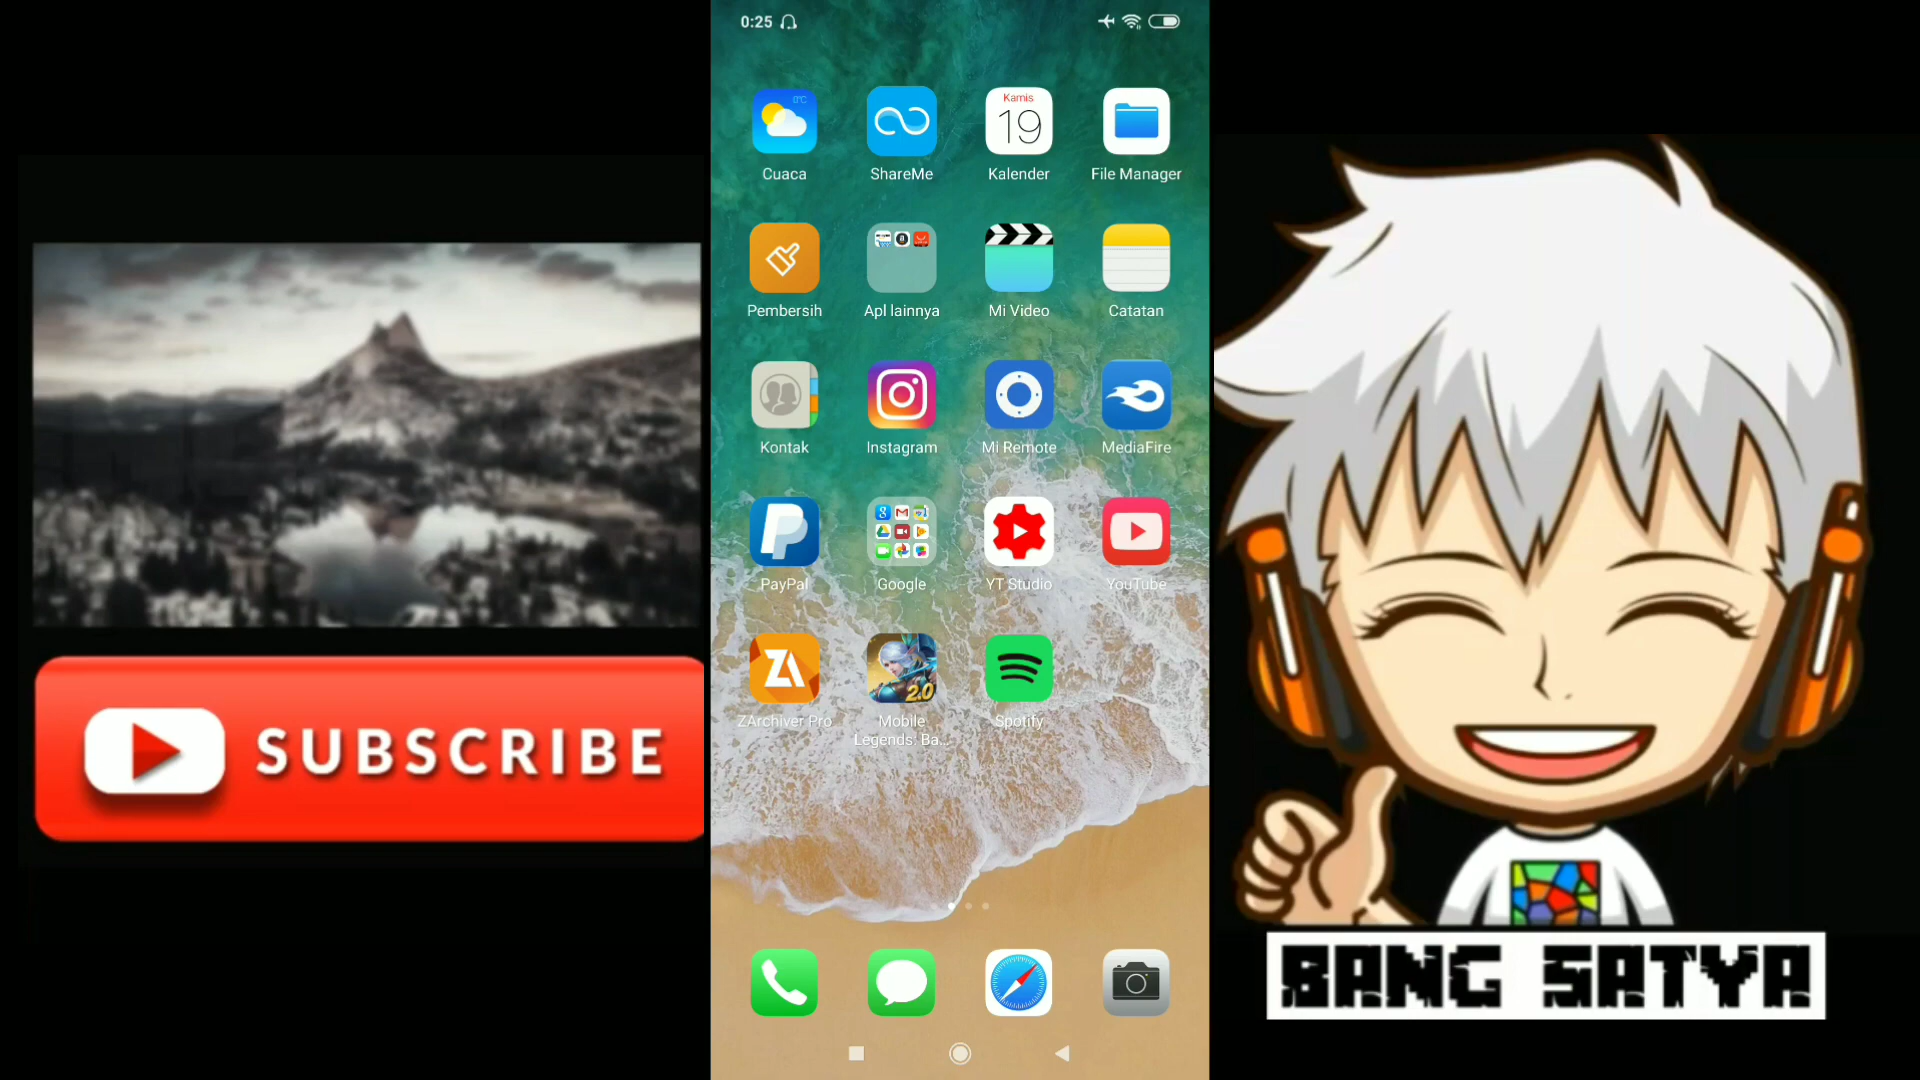 0:25
0°C
Kamis
19
Cuaca
ShareMe
Kalender
File Manager
Pembersih
Apl lainnya
Mi Video
Catatan
Kontak
Instagram
Mi Remote
MediaFire
PayPal
Google
YT Studio
YouTube
2.0
ZArchiver Pro
Mobile
Legends: Ba...
Spotify
SUBSCRIBE
BANG SATYA